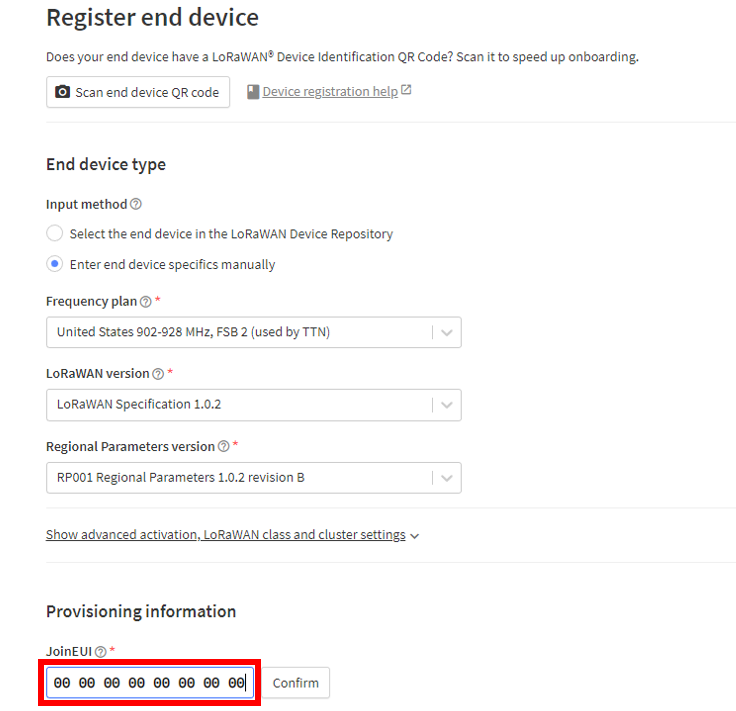 Register end device
Does your end device have a LoRaWAN® Device Identification QR Code? Scan it to speed up onboarding.
Scan end device QR code Device registration help
End device type
Input method
Select the end device in the LoRaWAN Device Repository
Enter end device specifics manually
Frequency plan *
United States 902-928 MHz, FSB 2 (used by TTN)
LoRaWAN version *
LoRaWAN Specification 1.0.2
Regional Parameters version *
RP001 Regional Parameters 1.0.2 revision B
Show advanced activation, LoRaWAN class and cluster settings
Provisioning information
JoinEUI *
00 00 00 00 00 00 00 00 Confirm